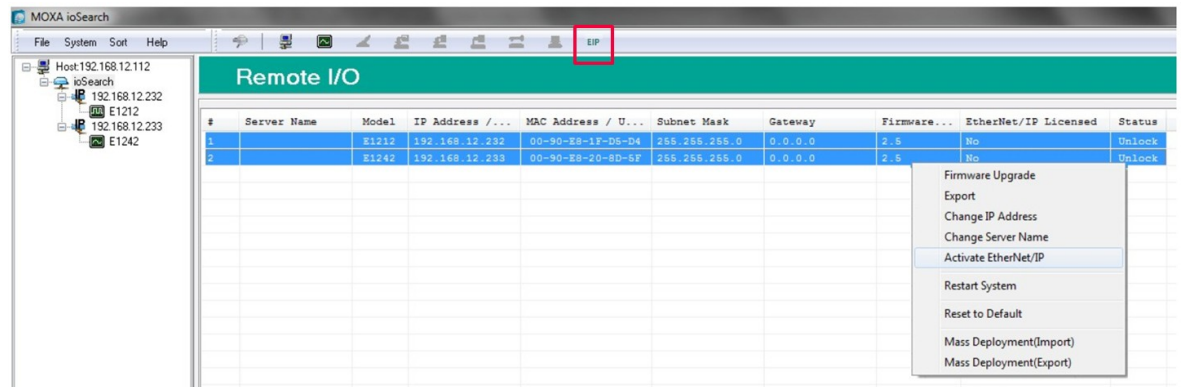 MOXA ioSearch
File System Sort Help EIP
Host:192.168.12.112
ioSearch
192.168.12.232
E1212
192.168.12.233
E1242
Remote I/O
# Server Name Model IP Address /... MAC Address / U... Subnet Mask Gateway Firmware... EtherNet/IP Licensed Status
1 E1212 192.168.12.232 00-90-E8-1F-D5-D4 255.255.255.0 0.0.0.0 2.5 No Unlock
2 E1242 192.168.12.233 00-90-E8-20-8D-5F 255.255.255.0 0.0.0.0 2.5 No Unlock
Firmware Upgrade
Export
Change IP Address
Change Server Name
Activate EtherNet/IP
Restart System
Reset to Default
Mass Deployment(Import)
Mass Deployment(Export)